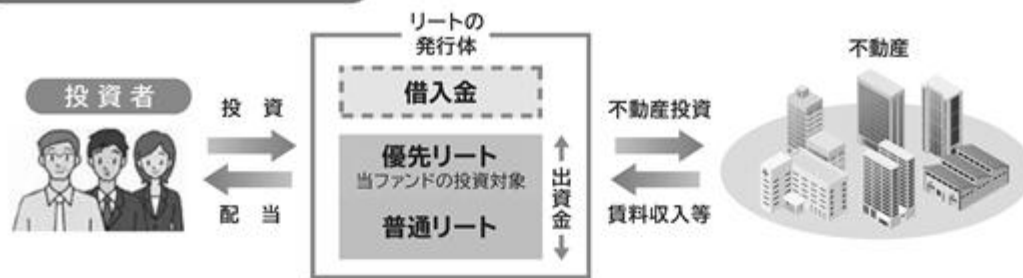 投資者
投資
配当
リートの
発行体
借入金
優先リート
当ファンドの投資対象
普通リート
出資金
不動産投資
賃料収入等
不動産